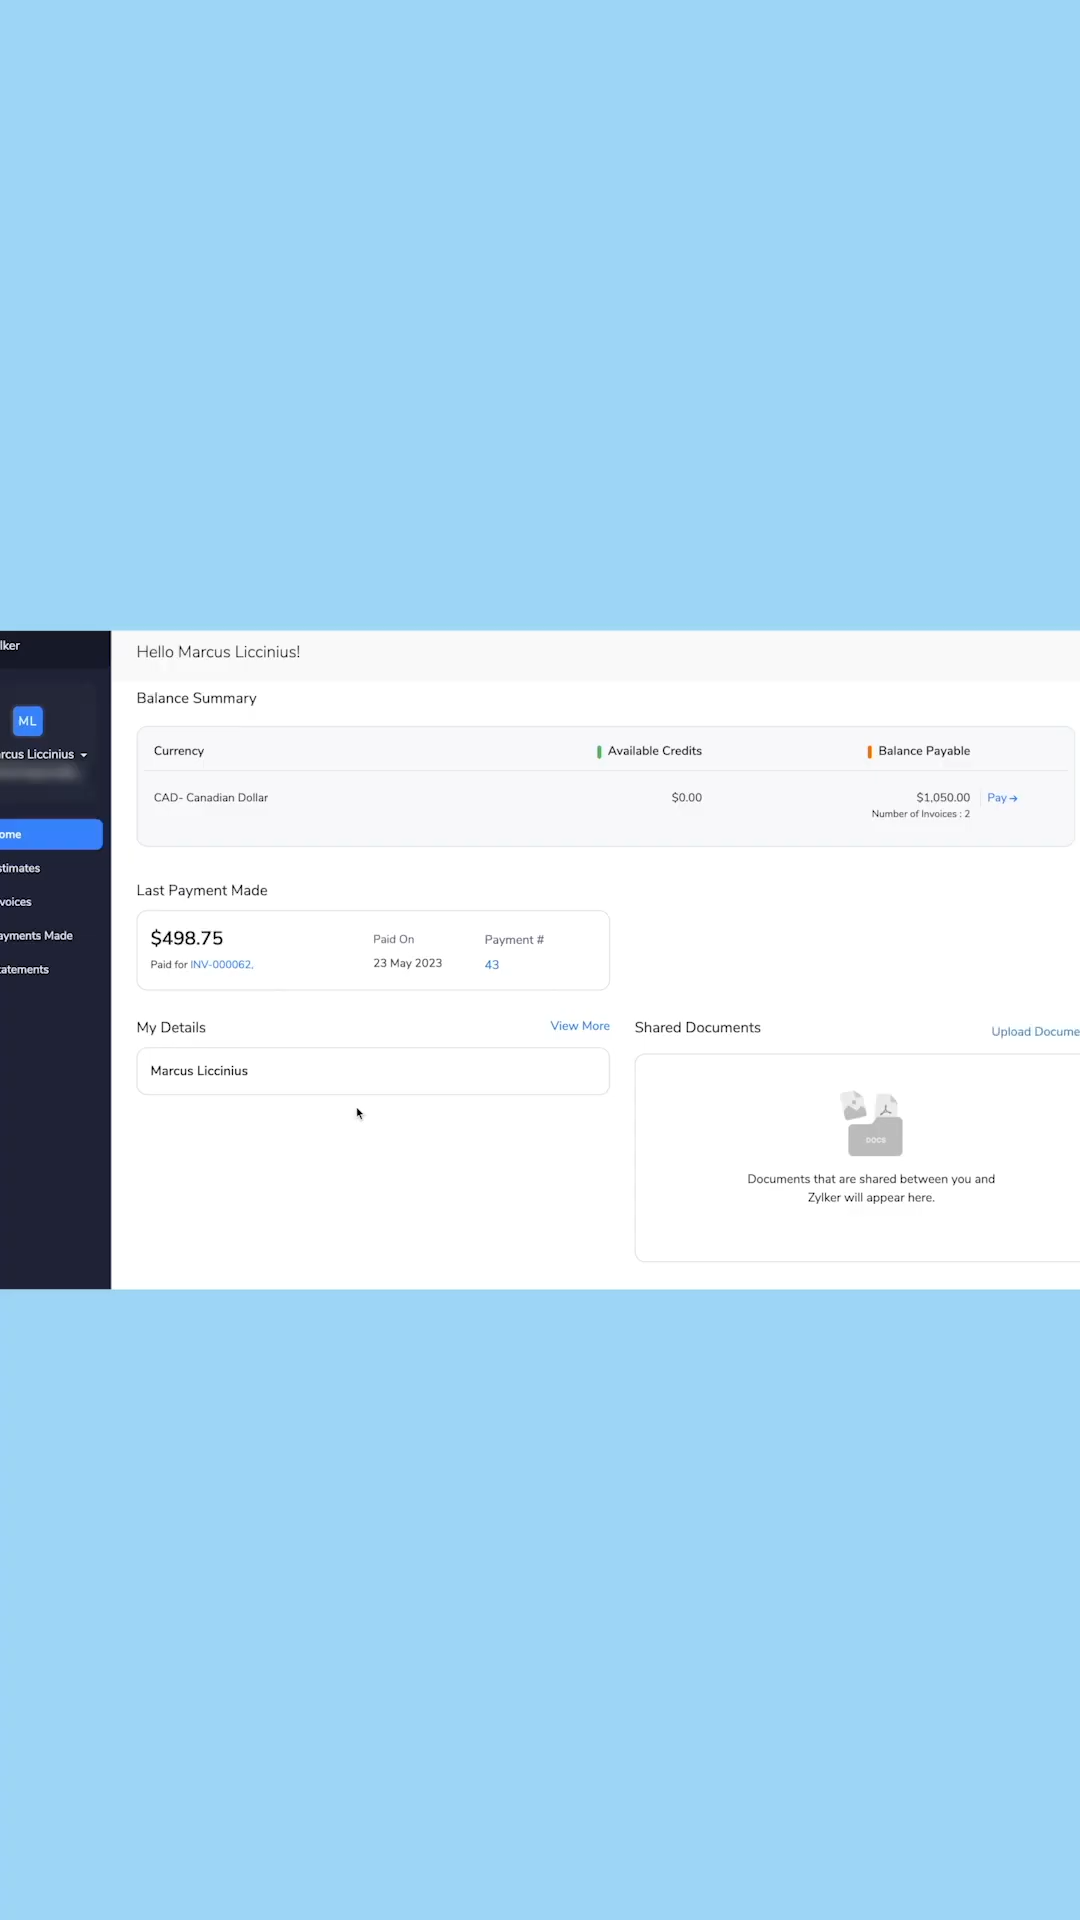 lker
Hello Marcus Liccinius!
Balance Summary
ML
rcus Liccinius
Currency
Available Credits
Balance Payable
CAD- Canadian Dollar
$0.00
$1,050.00
Pay→
Number of Invoices : 2
ome
timates
voices
ayments Made
atements
Last Payment Made
$498.75
Paid On
Payment #
Paid for INV-000062,
23 May 2023
43
My Details
View More
Marcus Liccinius
Shared Documents
Upload Docume
DOCS
Documents that are shared between you and
Zylker will appear here.